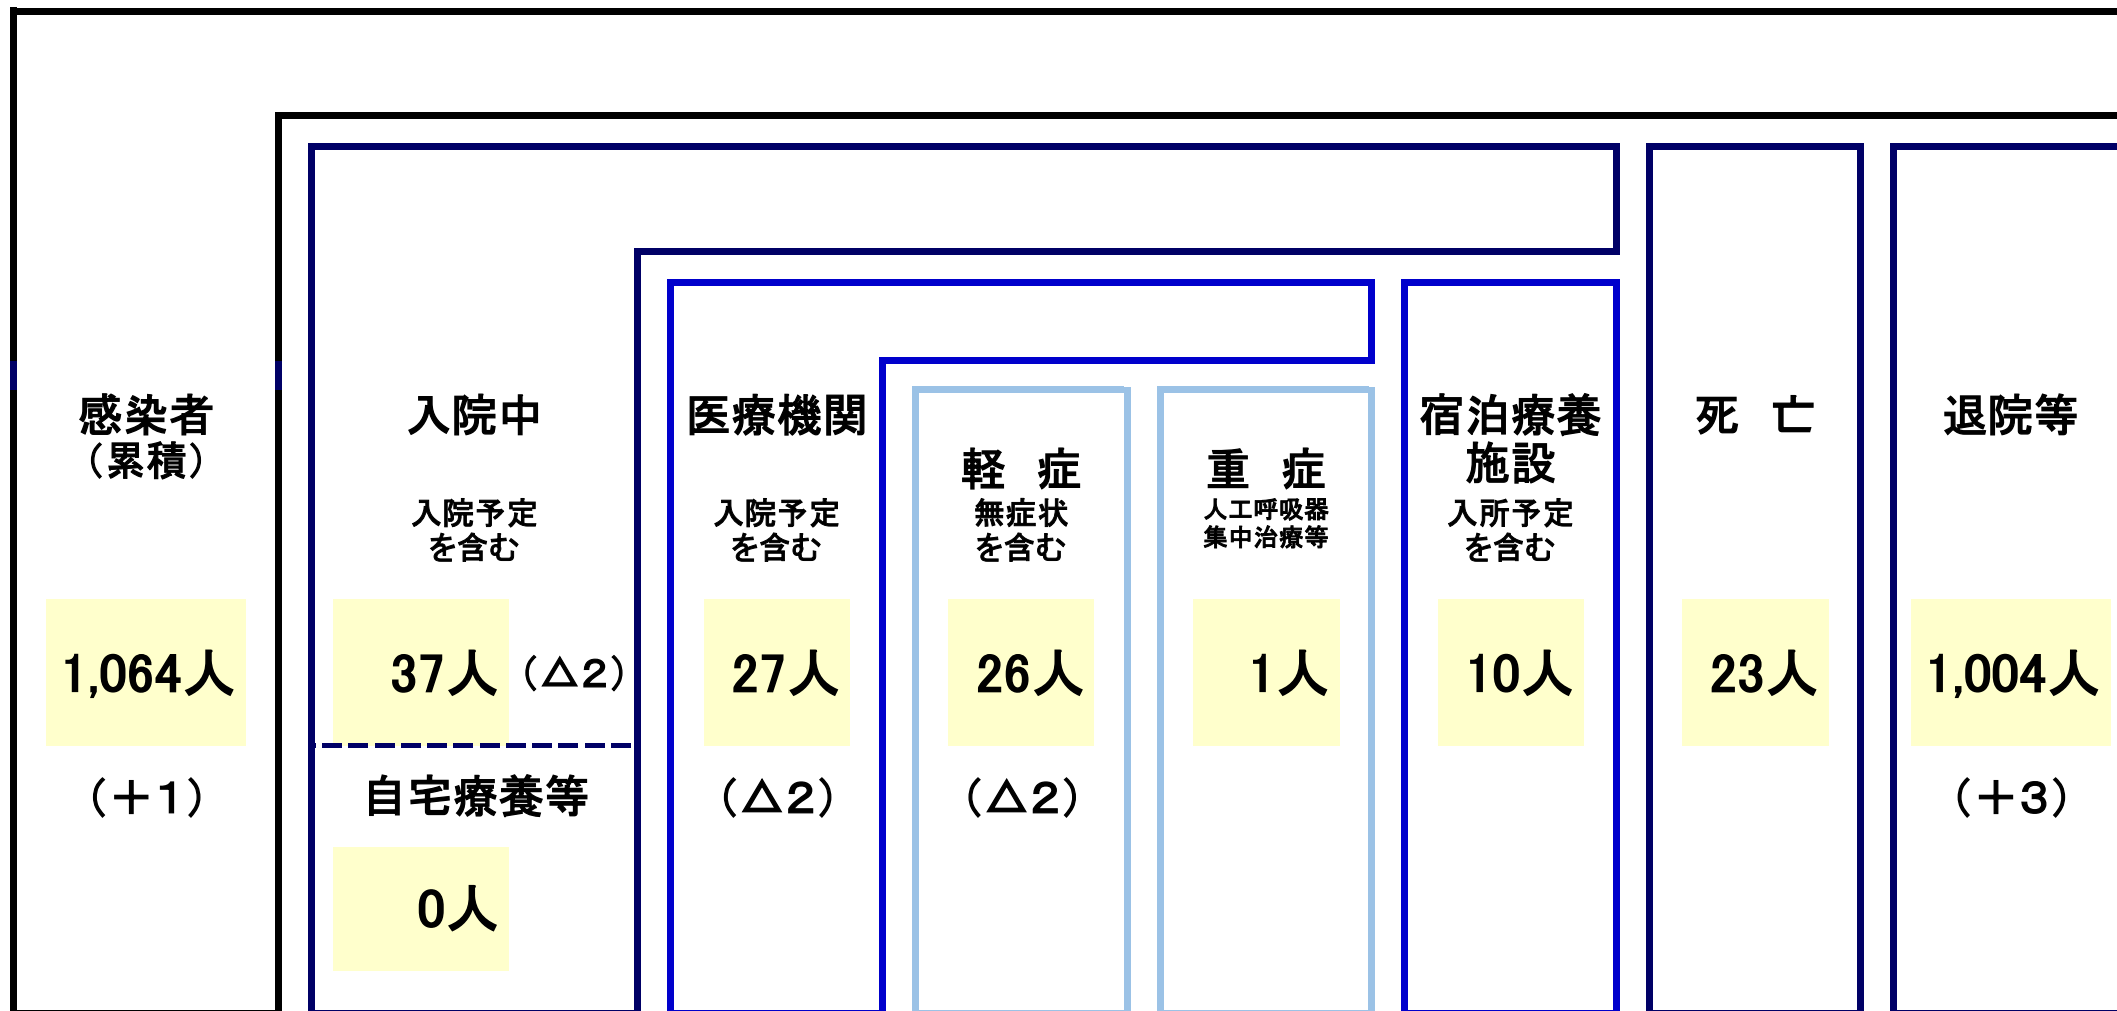 感染者
（累積）
1,064人
（＋1）
入院中
入院予定
を含む
37人（△2）
自宅療養等
0人
医療機関
入院予定
を含む
27人
（△2）
軽　症
無症状
を含む
26人
（△2）
重　症
人工呼吸器
集中治療等
1人
宿泊療養
施設
入所予定
を含む
10人
死　亡
23人
退院等
1,004人
（＋3）